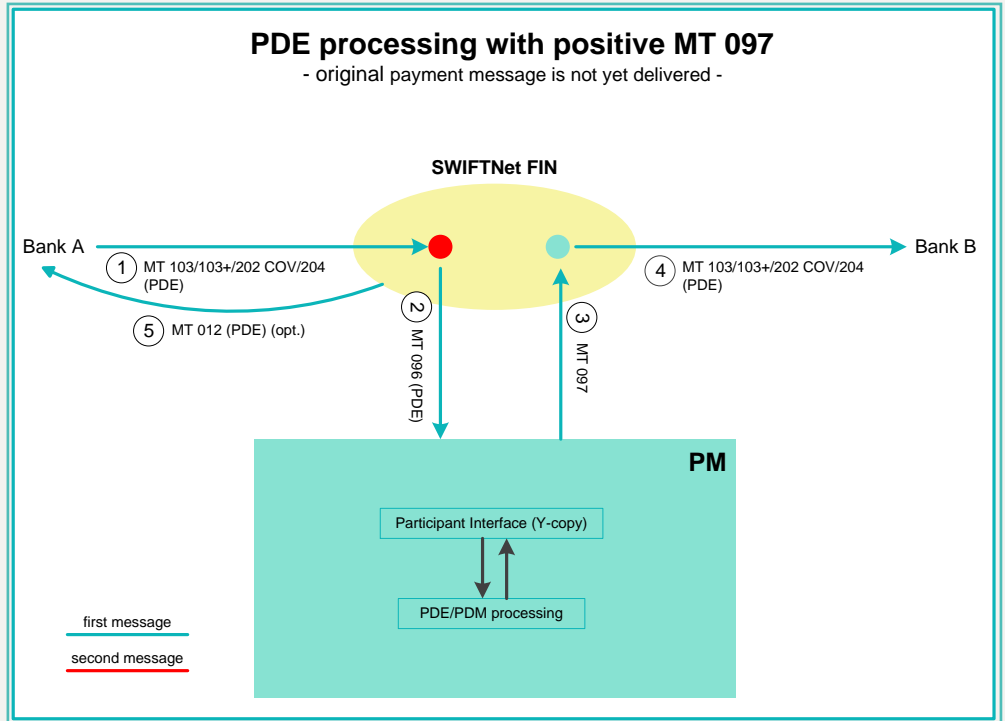 PDE processing with positive MT 097
- original payment message is not yet delivered -
SWIFTNet FIN
Bank A
Bank B
1
MT 103/103+/202 COV/204
(PDE)
4
MT 103/103+/202 COV/204
(PDE)
5
MT 012 (PDE) (opt.)
2
MT 096 (PDE)
3
MT 097
PM
Participant Interface (Y-copy)
PDE/PDM processing
first message
second message